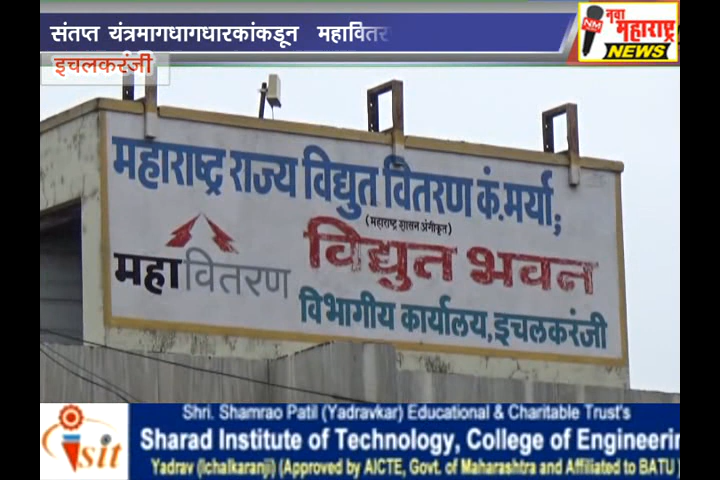 संतप्त यंत्रमागधागधारकांकडून महावितर
नवा
महाराष्ट्र
NM
NEWS
इचलकरंजी
महाराष्ट्र राज्य विद्युत वितरण कं.मर्या;
(महाराष्ट्र शासन अंगीकृत)
महावितरण
विद्युत भवन
विभागीय कार्यालय,इचलकरंजी
Shri. Shamrao Patil (Yadravkar) Educational & Charitable Trust's
sit
Sharad Institute of Technology, College of Engineerin
Yadrav (Ichalkaranji) (Approved by AICTE, Govt. of Maharashtra and Affiliated to BATU )